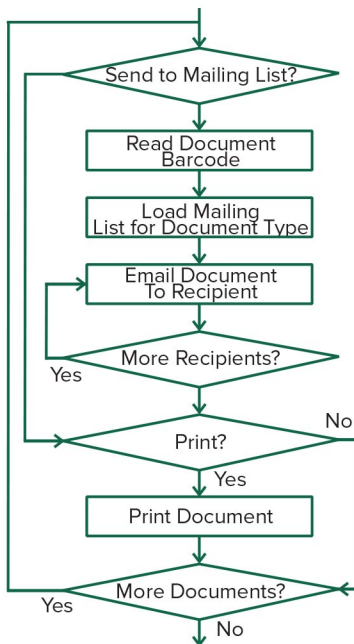 Send to Mailing List?
Read Document
Barcode
Load Mailing
List for Document Type
Email Document
To Recipient
More Recipients?
Yes
No
Print?
Yes
Print Document
More Documents?
Yes
No